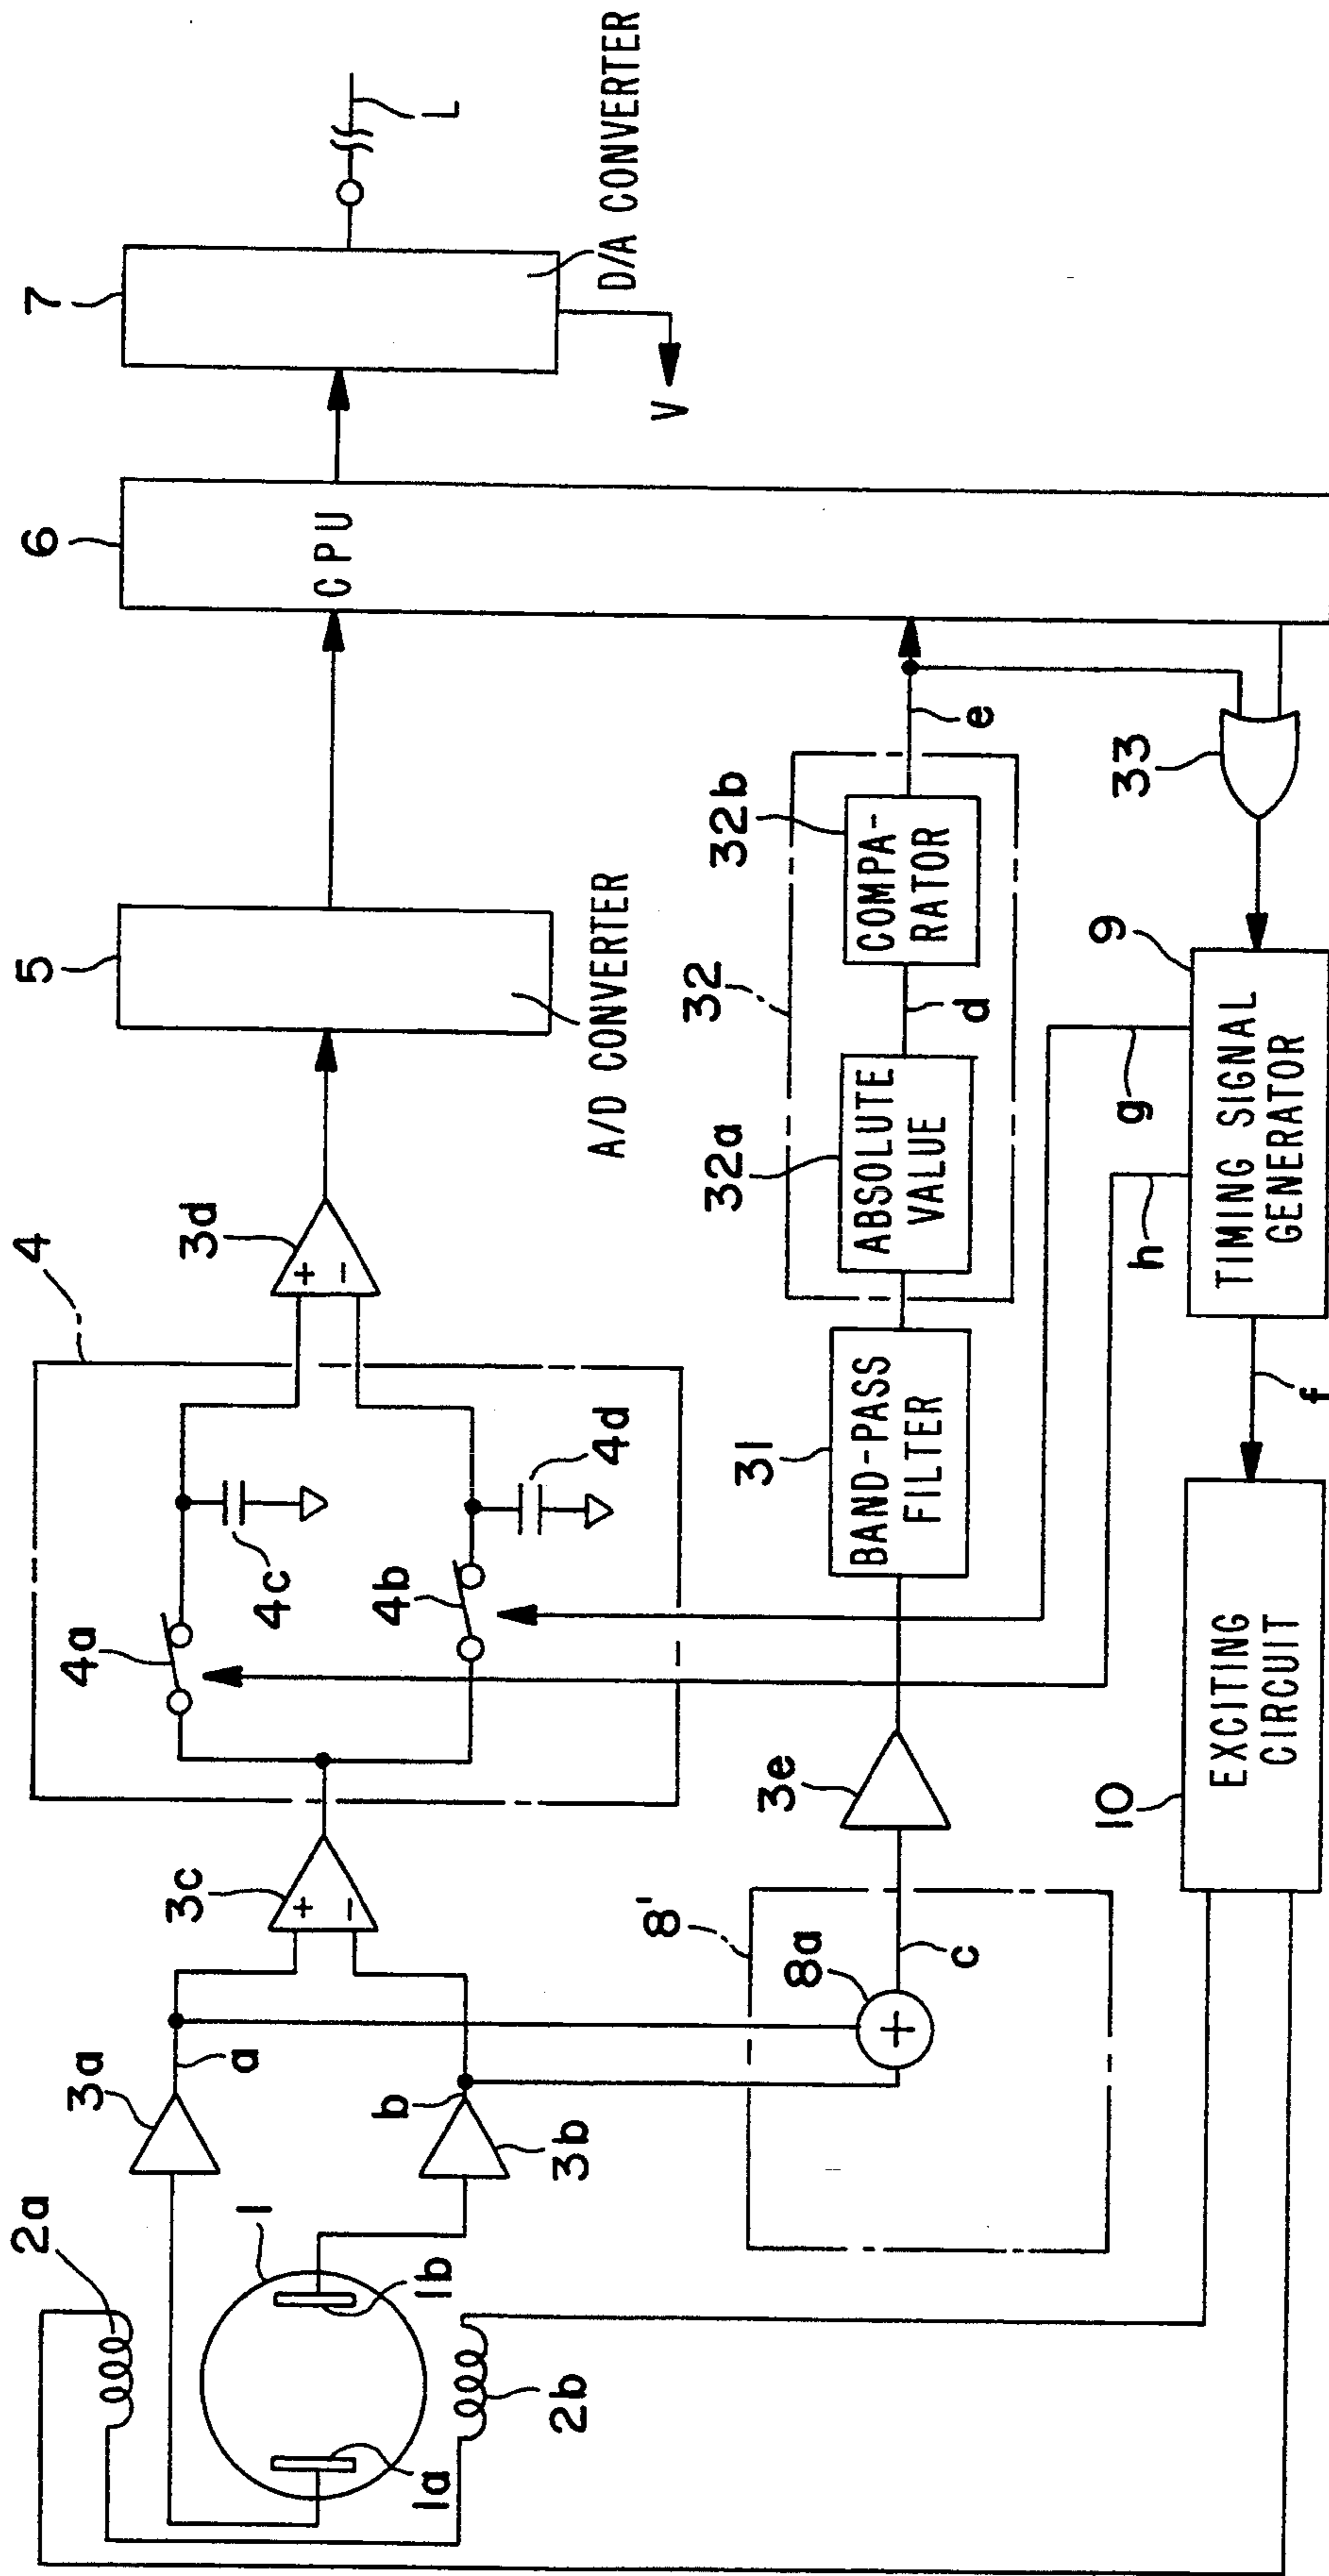 2a
3a
a
1
1b
1a
2b
b
3b
3c
+
−
4
4a
4c
4b
4d
3d
+
−
5
A/D CONVERTER
6
CPU
7
D/A CONVERTER
L
V
8'
8a
+
c
3e
31
BAND-PASS
FILTER
32
32a
ABSOLUTE
VALUE
d
32b
COMPA-
RATOR
e
33
9
TIMING SIGNAL
GENERATOR
g
h
f
10
EXCITING
CIRCUIT